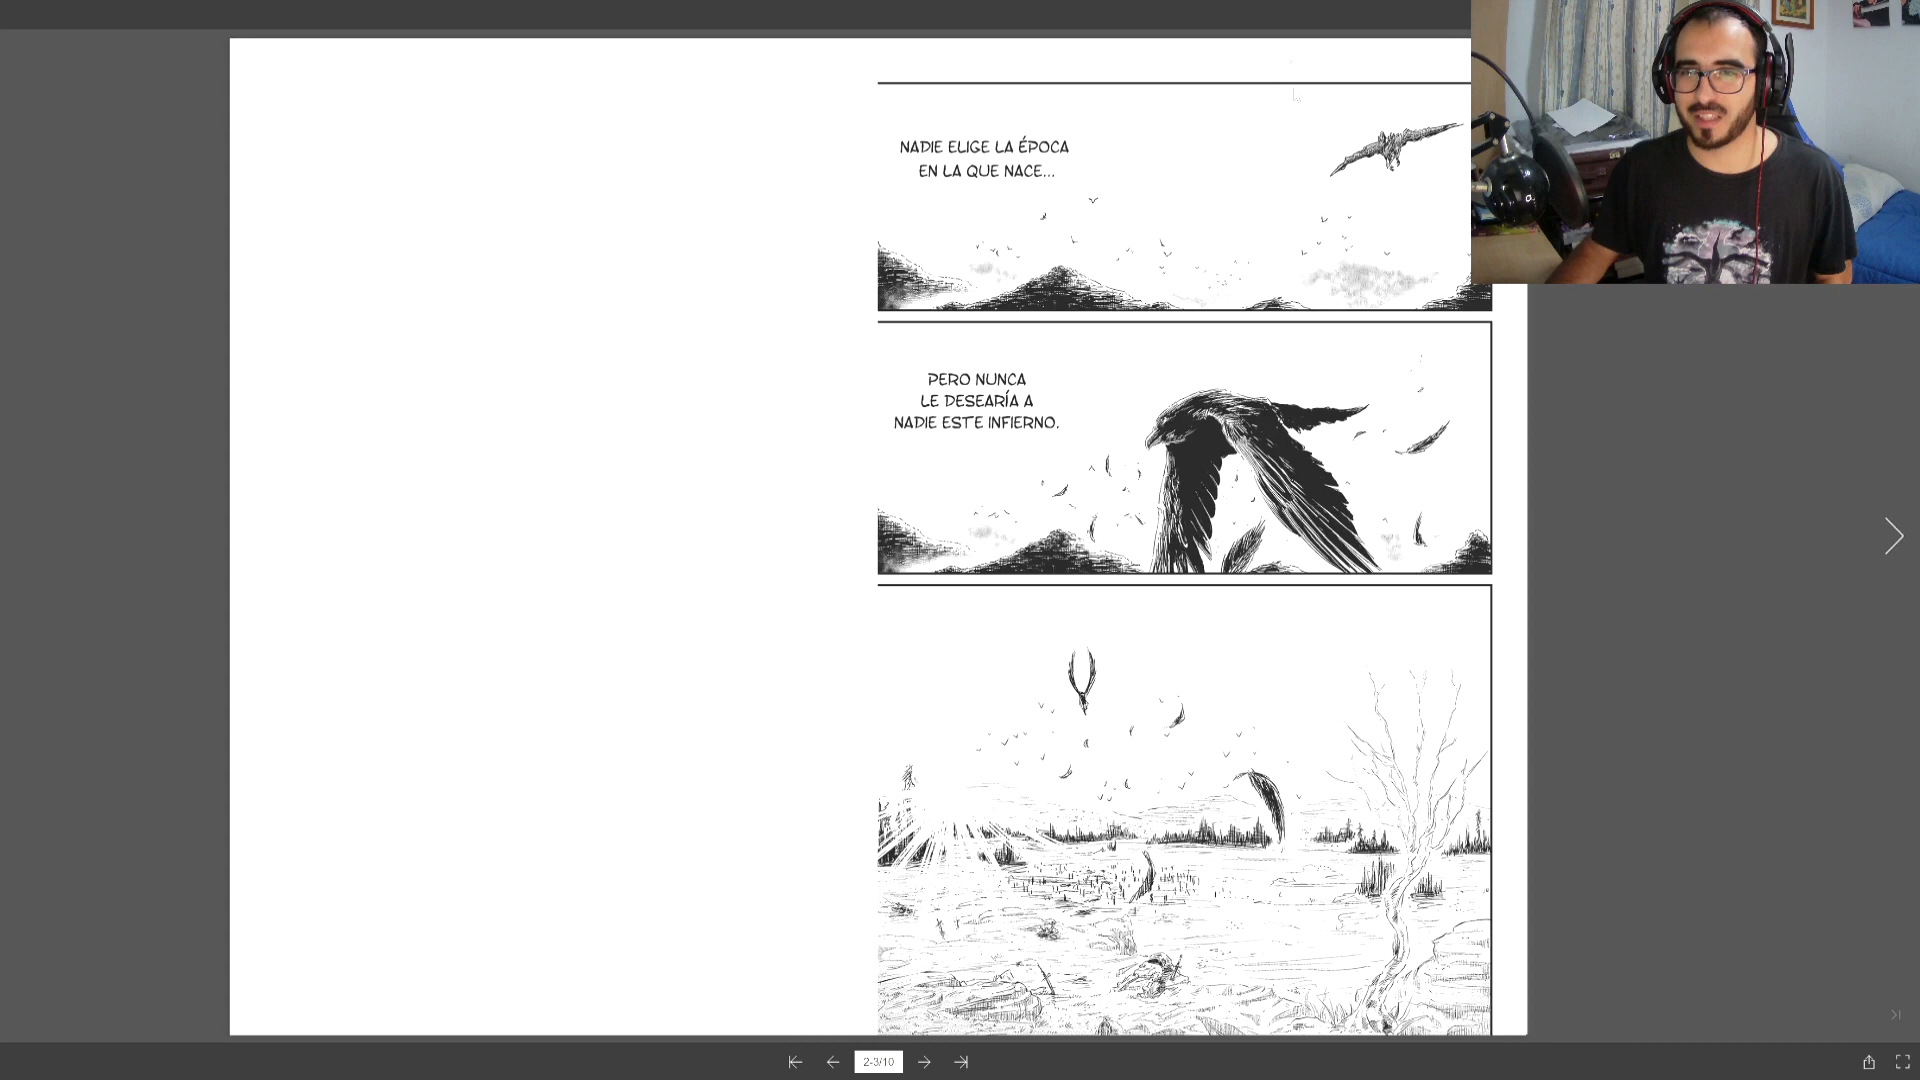 NADIE ELIGE LA ÉPOCA
EN LA QUE NACE...
PERO NUNCA
LE DESEARÍA A
NADIE ESTE INFIERNO.
2-3/10